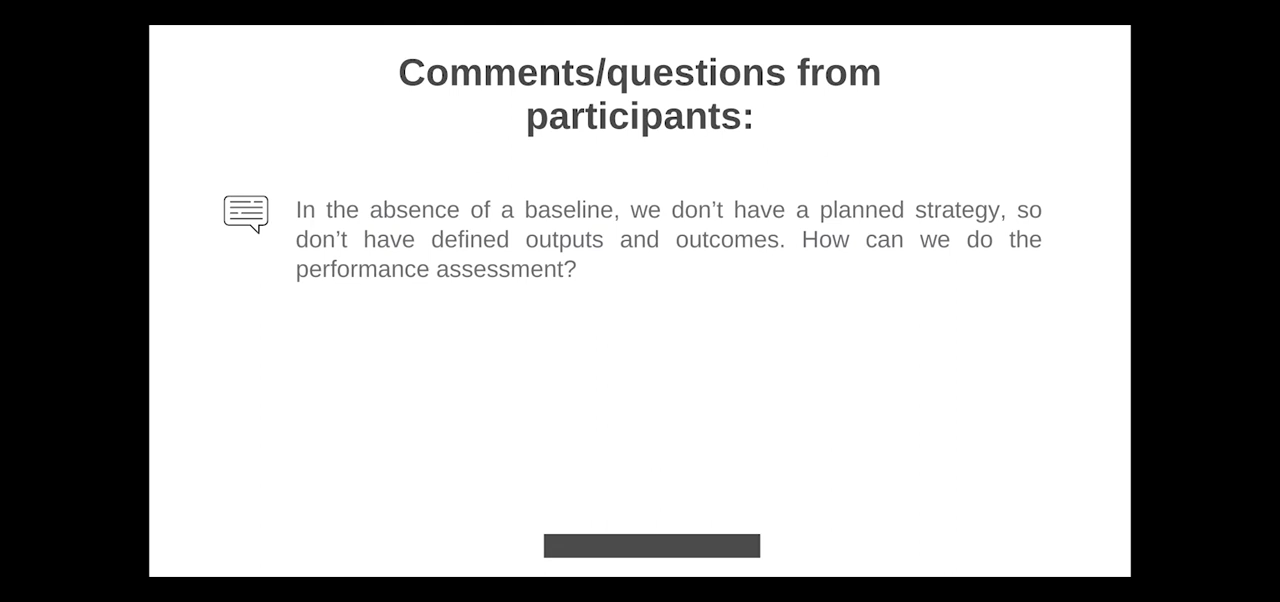 Comments/questions from
participants:
In the absence of a baseline, we don’t have a planned strategy, so
don’t have defined outputs and outcomes. How can we do the
performance assessment?